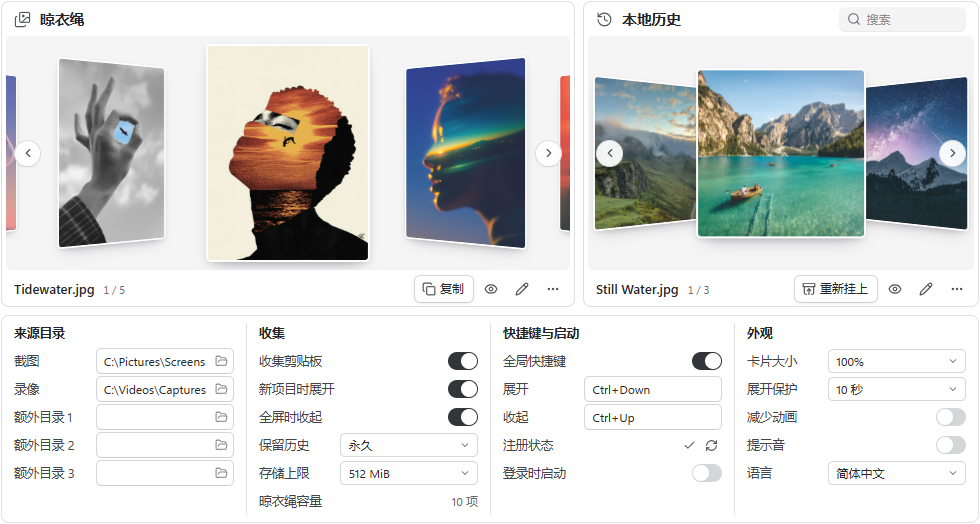 晾衣绳
Tidewater.jpg 1 / 5 复制
本地历史 搜索
Still Water.jpg 1 / 3 重新挂上
来源目录
截图 C:\Pictures\Screens
录像 C:\Videos\Captures
额外目录 1
额外目录 2
额外目录 3
收集
收集剪贴板
新项目时展开
全屏时收起
保留历史 永久
存储上限 512 MiB
晾衣绳容量 10 项
快捷键与启动
全局快捷键
展开 Ctrl+Down
收起 Ctrl+Up
注册状态
登录时启动
外观
卡片大小 100%
展开保护 10 秒
减少动画
提示音
语言 简体中文